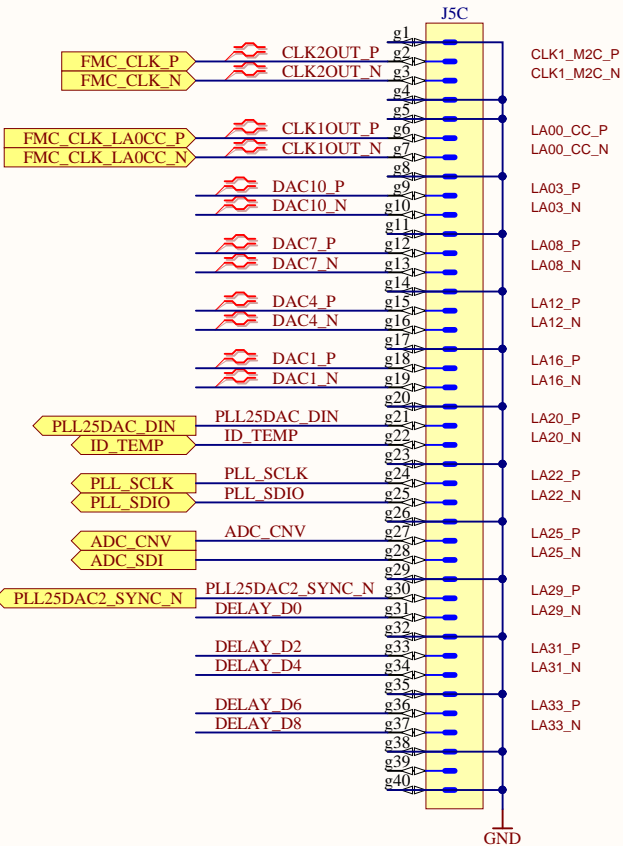 J5C
g1
FMC_CLK_P CLK2OUT_P g2 CLK1_M2C_P
FMC_CLK_N CLK2OUT_N g3 CLK1_M2C_N
g4
g5
FMC_CLK_LA0CC_P CLK1OUT_P g6 LA00_CC_P
FMC_CLK_LA0CC_N CLK1OUT_N g7 LA00_CC_N
g8
DAC10_P g9 LA03_P
DAC10_N g10 LA03_N
g11
DAC7_P g12 LA08_P
DAC7_N g13 LA08_N
g14
DAC4_P g15 LA12_P
DAC4_N g16 LA12_N
g17
DAC1_P g18 LA16_P
DAC1_N g19 LA16_N
g20
PLL25DAC_DIN PLL25DAC_DIN g21 LA20_P
ID_TEMP ID_TEMP g22 LA20_N
g23
PLL_SCLK PLL_SCLK g24 LA22_P
PLL_SDIO PLL_SDIO g25 LA22_N
g26
ADC_CNV ADC_CNV g27 LA25_P
ADC_SDI g28 LA25_N
g29
PLL25DAC2_SYNC_N PLL25DAC2_SYNC_N g30 LA29_P
DELAY_D0 g31 LA29_N
g32
DELAY_D2 g33 LA31_P
DELAY_D4 g34 LA31_N
g35
DELAY_D6 g36 LA33_P
DELAY_D8 g37 LA33_N
g38
g39
g40
GND